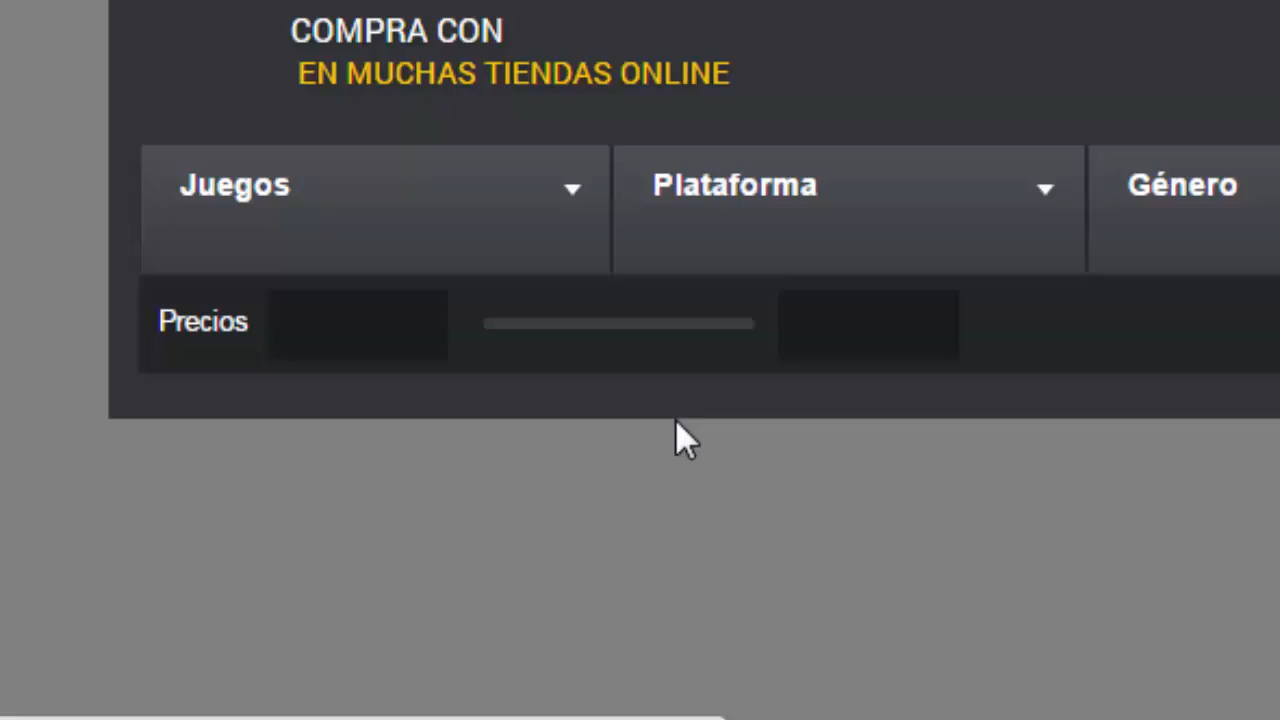 COMPRA CON
EN MUCHAS TIENDAS ONLINE
Juegos
Plataforma
Género
Precios